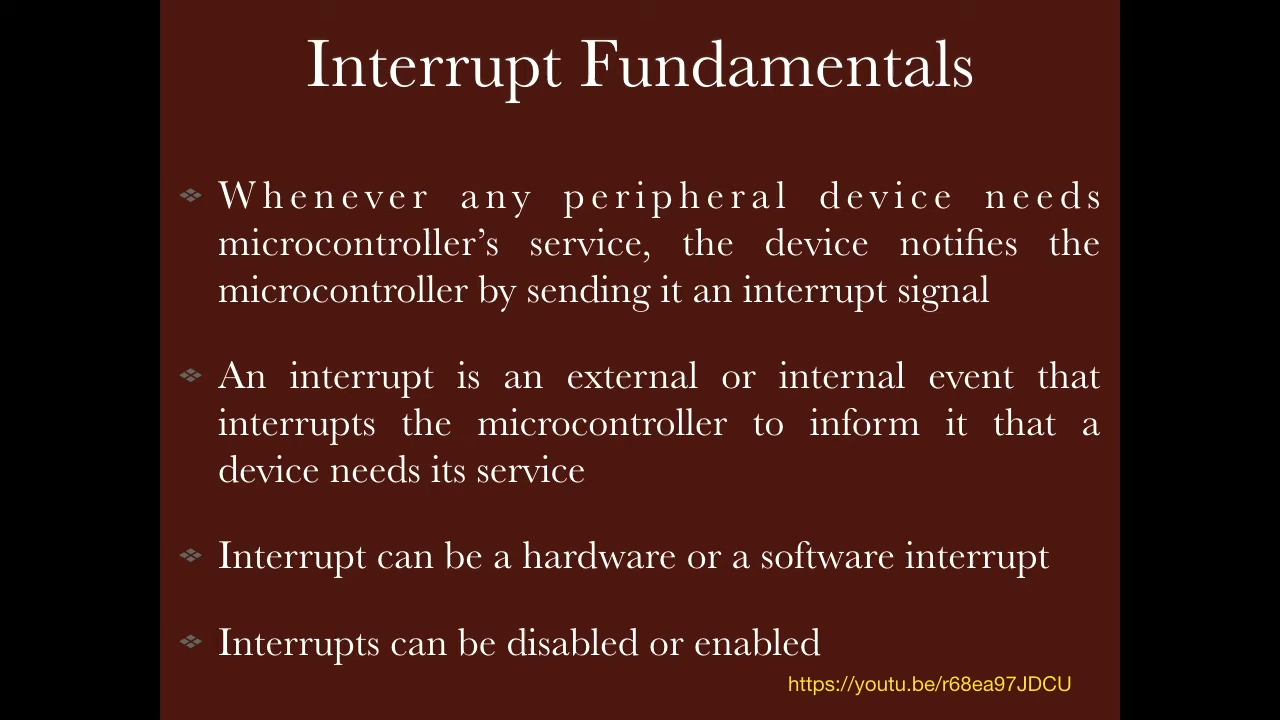 Interrupt Fundamentals
Whenever any peripheral device needs
microcontroller’s service, the device notifies the
microcontroller by sending it an interrupt signal
An interrupt is an external or internal event that
interrupts the microcontroller to inform it that a
device needs its service
Interrupt can be a hardware or a software interrupt
Interrupts can be disabled or enabled
https://youtu.be/r68ea97JDCU